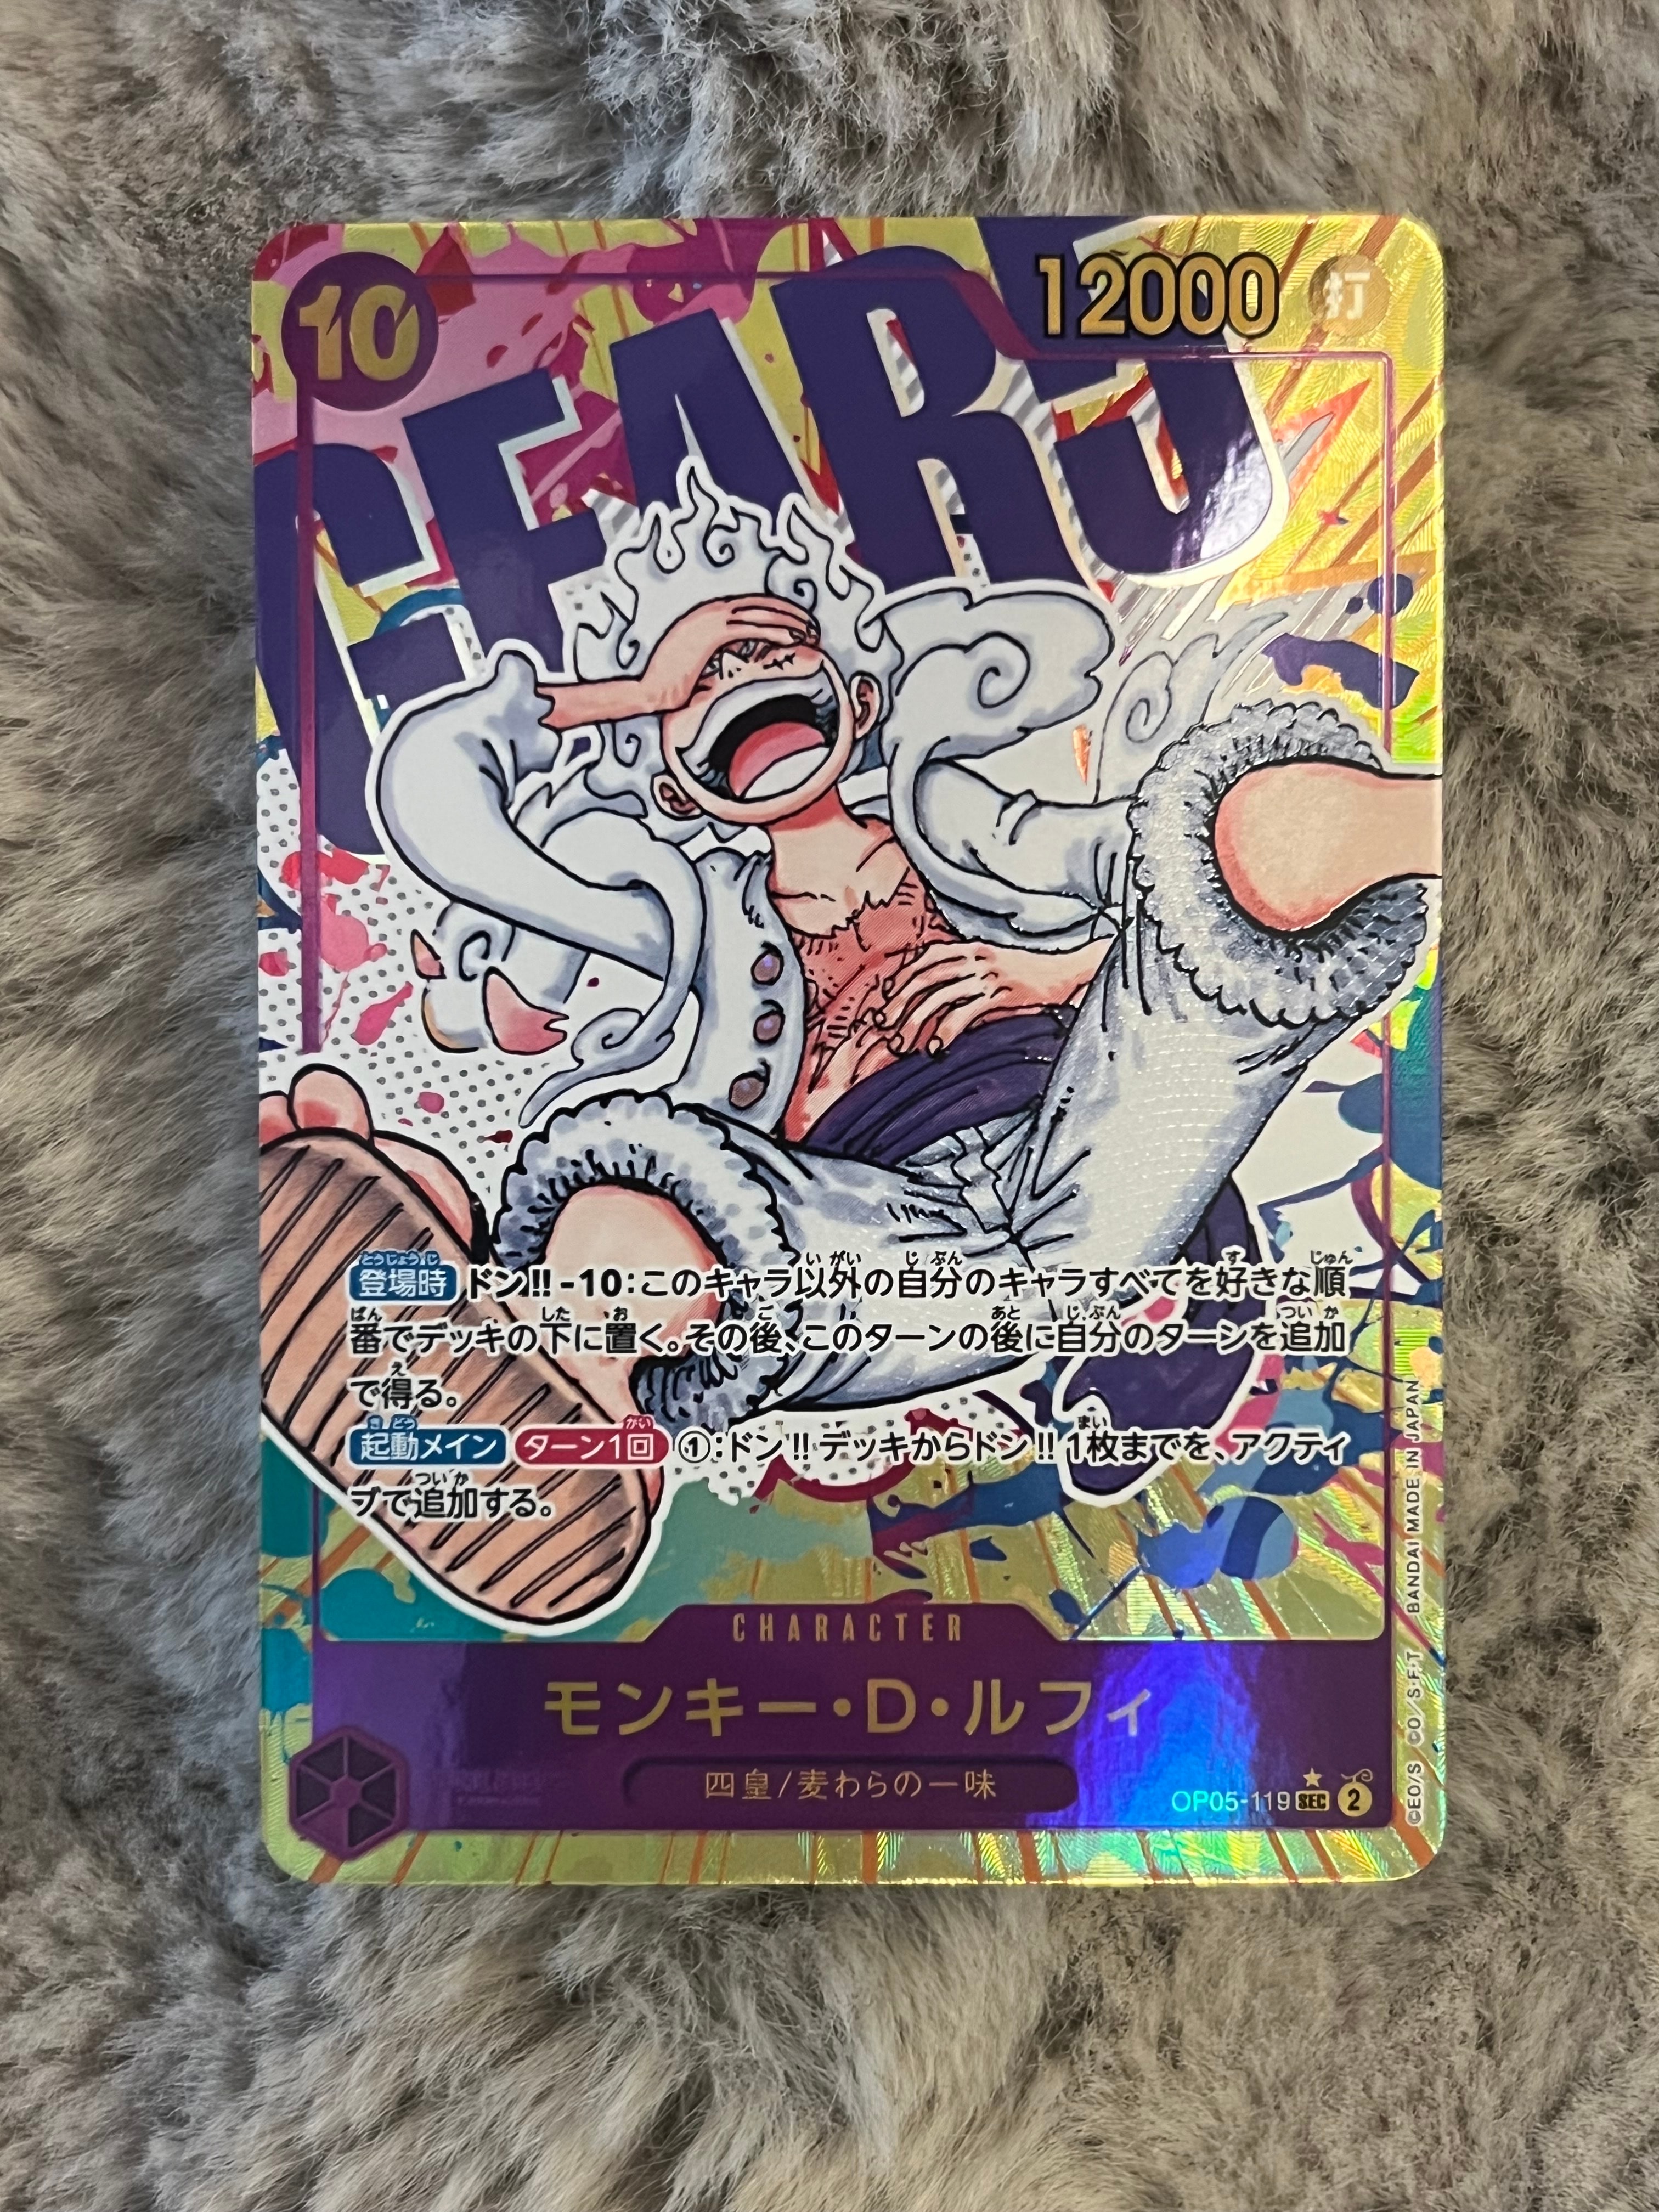 10
12000
打
GEAR5
登場時 ドン!!-10:このキャラ以外の自分のキャラすべてを好きな順
番でデッキの下に置く。その後、このターンの後に自分のターンを追加
で得る。
起動メイン ターン1回 ①:ドン!!デッキからドン!!1枚までを、アクティ
ブで追加する。
CHARACTER
モンキー・D・ルフィ
四皇/麦わらの一味
OP05-119 SEC 2
©EO/S ©O/S・F・T BANDAI MADE IN JAPAN